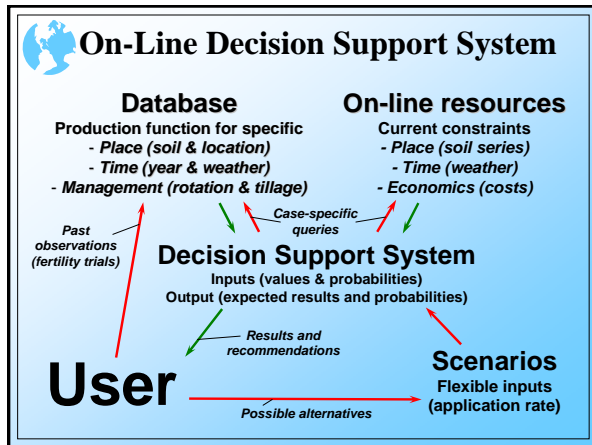 On-Line Decision Support System
Database
Production function for specific
- Place (soil & location)
- Time (year & weather)
- Management (rotation & tillage)
On-line resources
Current constraints
- Place (soil series)
- Time (weather)
- Economics (costs)
Past
observations
(fertility trials)
Case-specific
queries
Decision Support System
Inputs (values & probabilities)
Output (expected results and probabilities)
Results and
recommendations
User
Possible alternatives
Scenarios
Flexible inputs
(application rate)